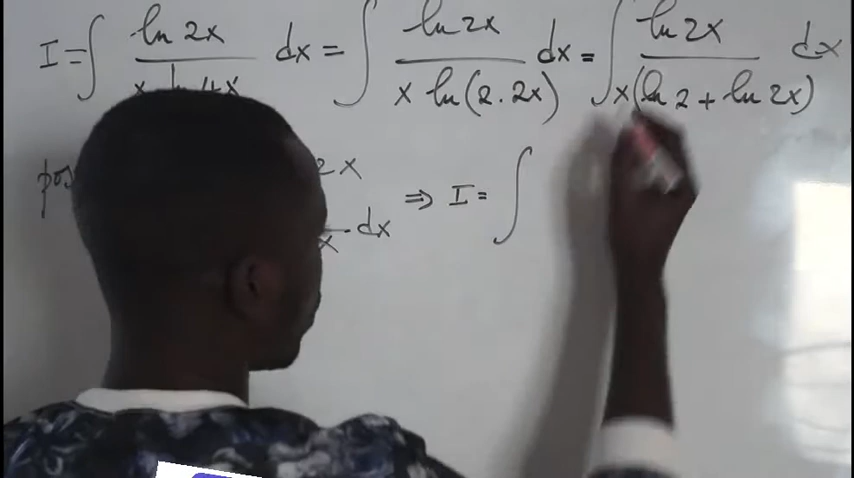 I = ∫ ln 2x / x ln 4x dx = ∫ ln 2x / x ln(2.2x) dx = ∫ ln 2x / x(ln 2 + ln 2x) dx
2x
x dx ⇒ I = ∫